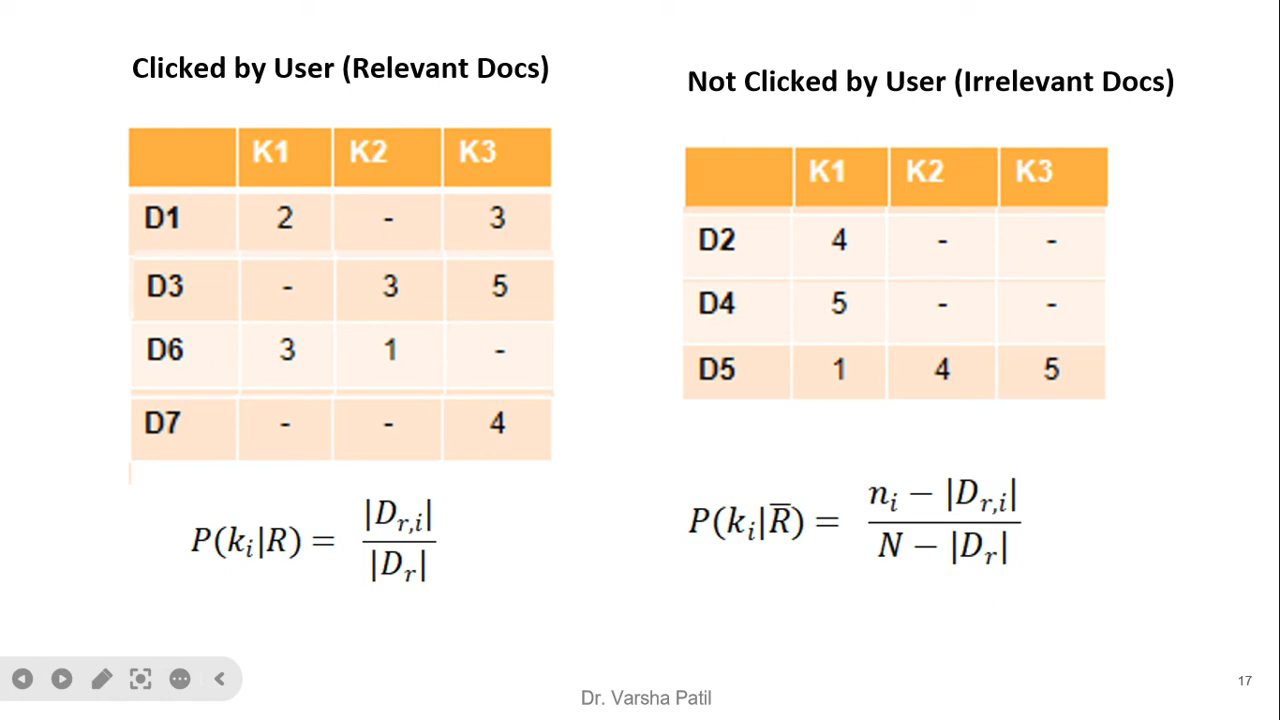 Clicked by User (Relevant Docs)
K1 K2 K3
D1 2 - 3
D3 - 3 5
D6 3 1 -
D7 - - 4
P(k_i|R) = |D_{r,i}| / |D_r|
Not Clicked by User (Irrelevant Docs)
K1 K2 K3
D2 4 - -
D4 5 - -
D5 1 4 5
P(k_i|R̅) = (n_i − |D_{r,i}|) / (N − |D_r|)
Dr. Varsha Patil
17